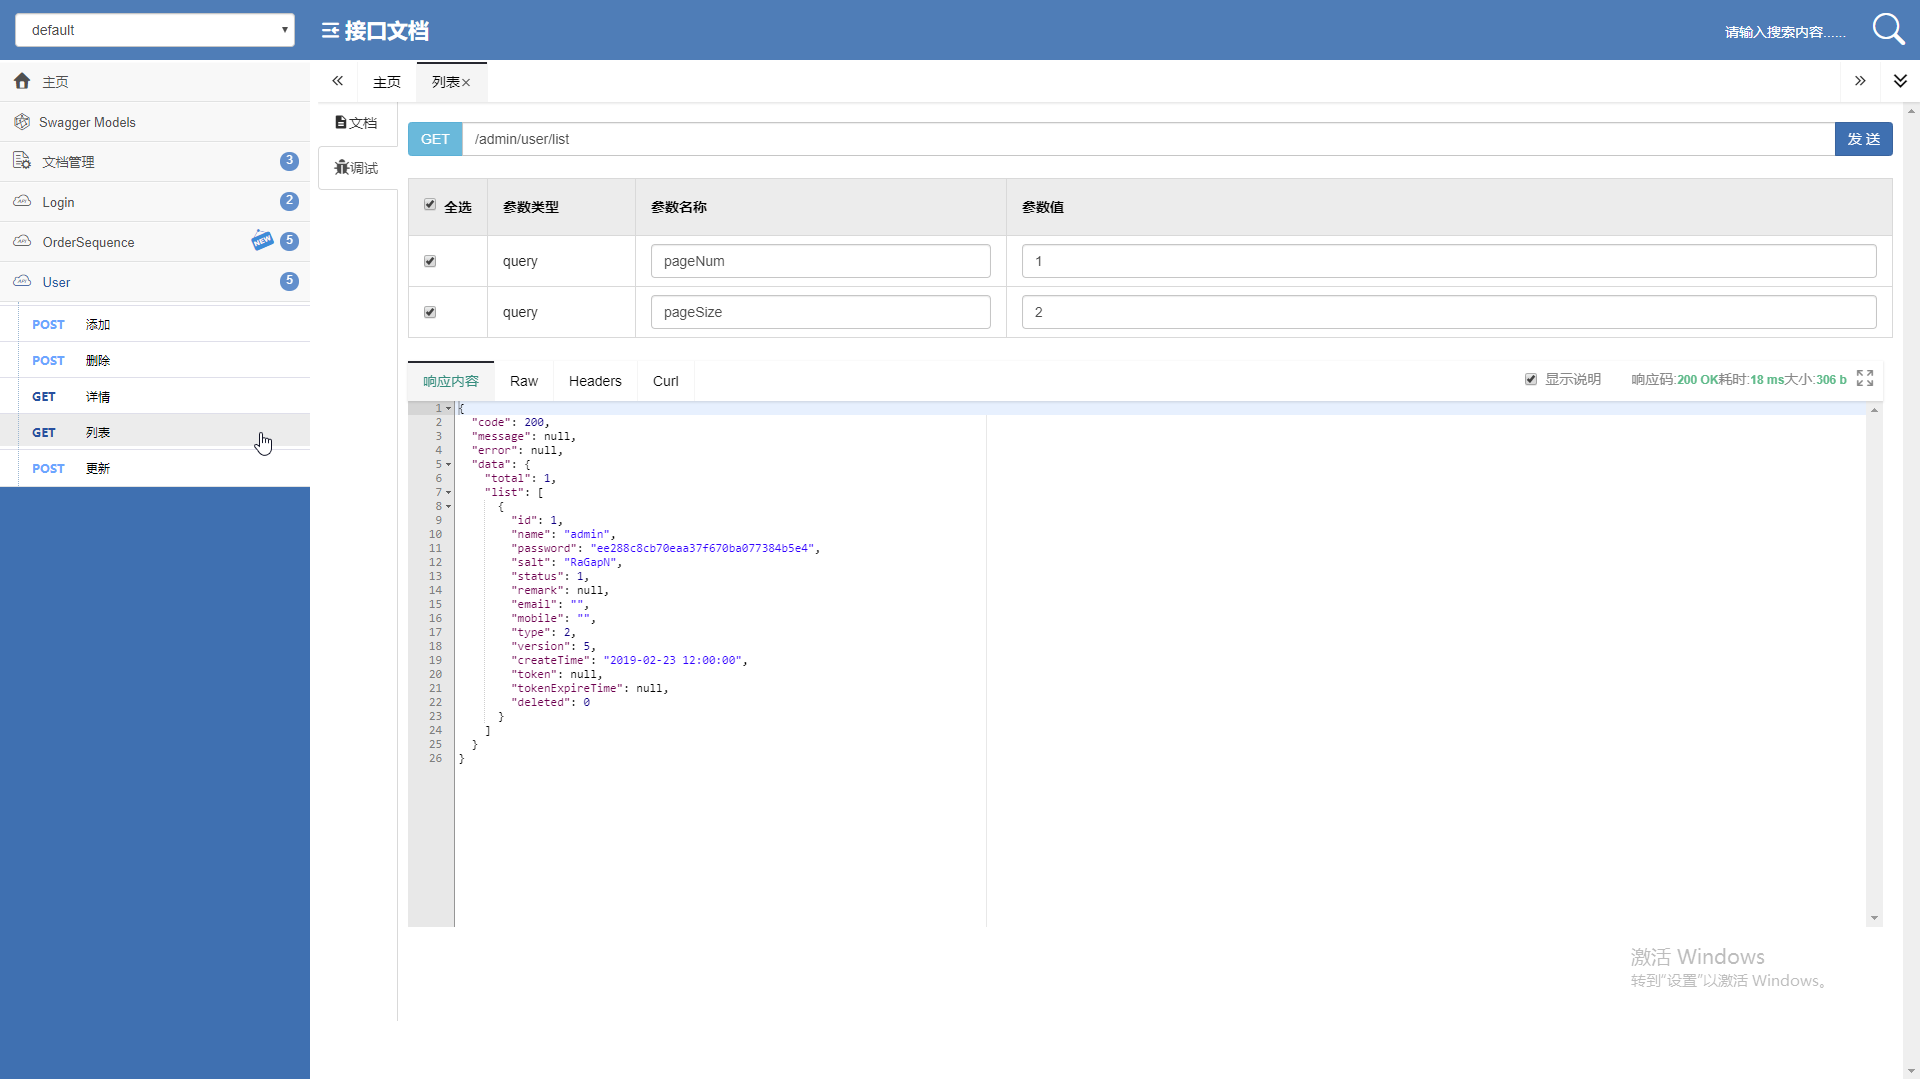 default
接口文档
请输入搜索内容......
主页
Swagger Models
文档管理 3
Login 2
OrderSequence NEW 5
User 5
POST 添加
POST 删除
GET 详情
GET 列表
POST 更新
主页 列表×
文档
调试
GET /admin/user/list 发 送
全选 参数类型 参数名称 参数值
query pageNum 1
query pageSize 2
响应内容 Raw Headers Curl 显示说明 响应码:200 OK耗时:18 ms大小:306 b
1 {
2 "code": 200,
3 "message": null,
4 "error": null,
5 "data": {
6 "total": 1,
7 "list": [
8 {
9 "id": 1,
10 "name": "admin",
11 "password": "ee288c8cb70eaa37f670ba077384b5e4",
12 "salt": "RaGapN",
13 "status": 1,
14 "remark": null,
15 "email": "",
16 "mobile": "",
17 "type": 2,
18 "version": 5,
19 "createTime": "2019-02-23 12:00:00",
20 "token": null,
21 "tokenExpireTime": null,
22 "deleted": 0
23 }
24 ]
25 }
26 }
激活 Windows
转到“设置”以激活 Windows。